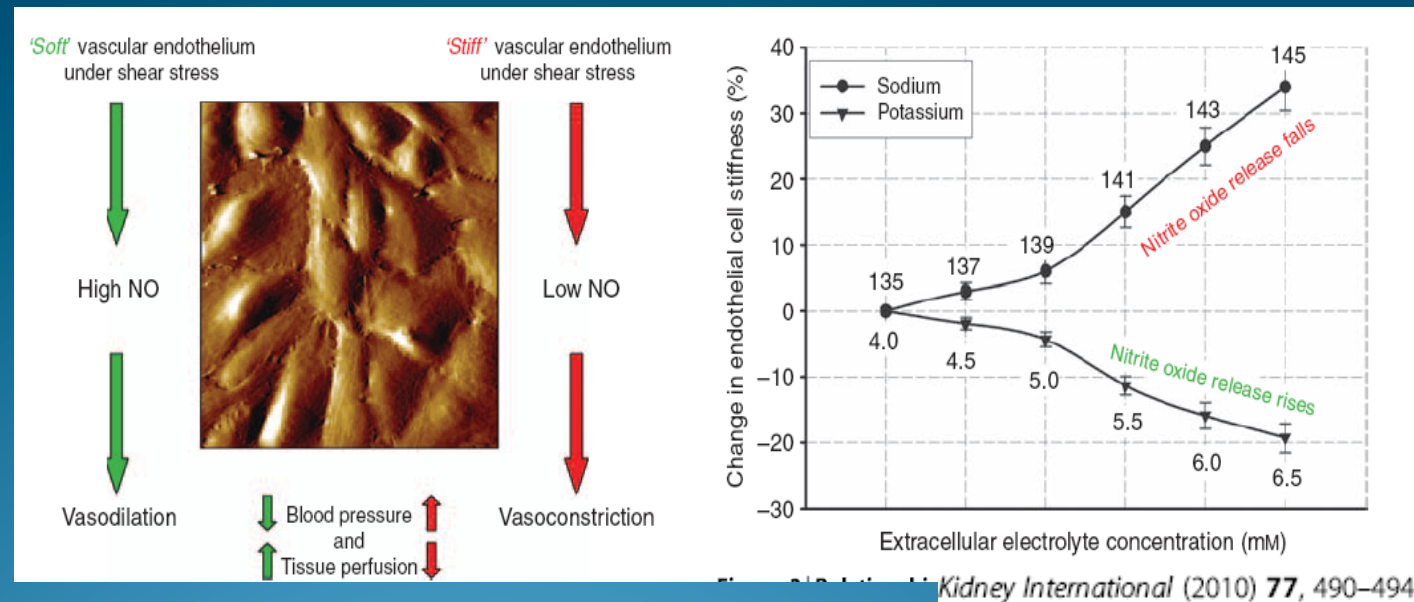 'Soft' vascular endothelium
under shear stress
High NO
Vasodilation
'Stiff' vascular endothelium
under shear stress
Low NO
Vasoconstriction
Blood pressure
and
Tissue perfusion
Change in endothelial cell stiffness (%)
40
30
20
10
0
–10
–20
–30
Sodium
Potassium
135
137
139
141
143
145
Nitrite oxide release falls
4.0
4.5
5.0
5.5
6.0
6.5
Nitrite oxide release rises
Extracellular electrolyte concentration (mM)
Kidney International (2010) 77, 490–494